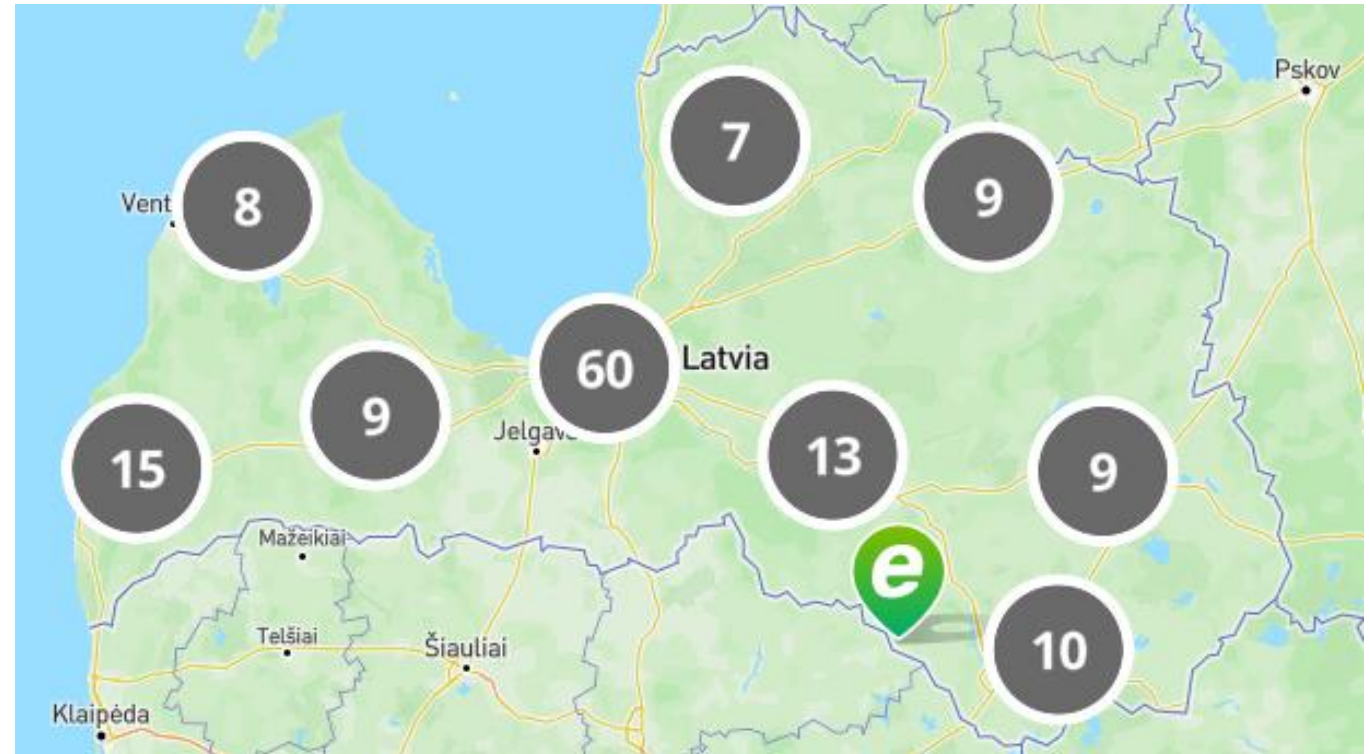 Pskov
7
9
Vent
8
60
Latvia
9
Jelgava
15
13
9
Mažeikiai
e
Telšiai
Šiauliai
10
Klaipėda